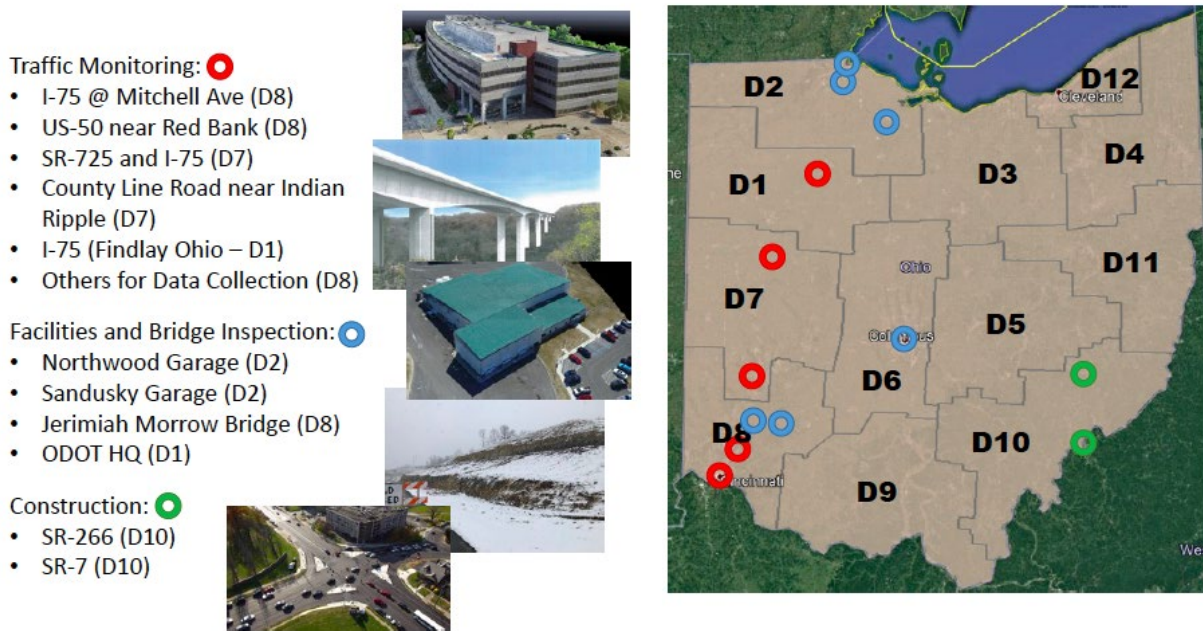 Traffic Monitoring:
• I-75 @ Mitchell Ave (D8)
• US-50 near Red Bank (D8)
• SR-725 and I-75 (D7)
• County Line Road near Indian
Ripple (D7)
• I-75 (Findlay Ohio – D1)
• Others for Data Collection (D8)
Facilities and Bridge Inspection:
• Northwood Garage (D2)
• Sandusky Garage (D2)
• Jerimiah Morrow Bridge (D8)
• ODOT HQ (D1)
Construction:
• SR-266 (D10)
• SR-7 (D10)
D12
Cleveland
D2
D4
D1
D3
Ohio
D11
D7
D5
D6
D8
D10
D9
We